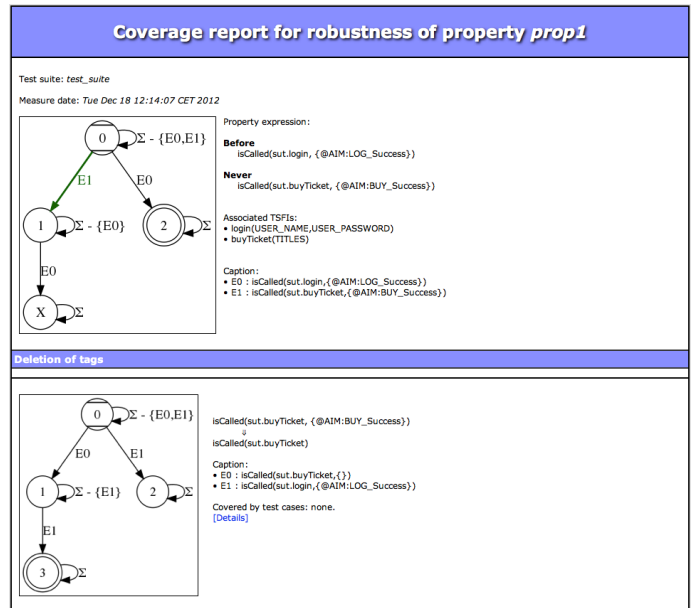 Coverage report for robustness of property prop1
Test suite: test_suite
Measure date: Tue Dec 18 12:14:07 CET 2012
0
Σ - {E0,E1}
E1
E0
1
Σ - {E0}
2
Σ
E0
X
Σ
Property expression:
Before
isCalled(sut.login, {@AIM:LOG_Success})
Never
isCalled(sut.buyTicket, {@AIM:BUY_Success})
Associated TSFIs:
• login(USER_NAME,USER_PASSWORD)
• buyTicket(TITLES)
Caption:
• E0 : isCalled(sut.login,{@AIM:LOG_Success})
• E1 : isCalled(sut.buyTicket,{@AIM:BUY_Success})
Deletion of tags
0
Σ - {E0,E1}
E0
E1
1
Σ - {E1}
2
Σ
E1
3
Σ
isCalled(sut.buyTicket, {@AIM:BUY_Success})
⇓
isCalled(sut.buyTicket)
Caption:
• E0 : isCalled(sut.buyTicket,{})
• E1 : isCalled(sut.login,{@AIM:LOG_Success})
Covered by test cases: none.
[Details]